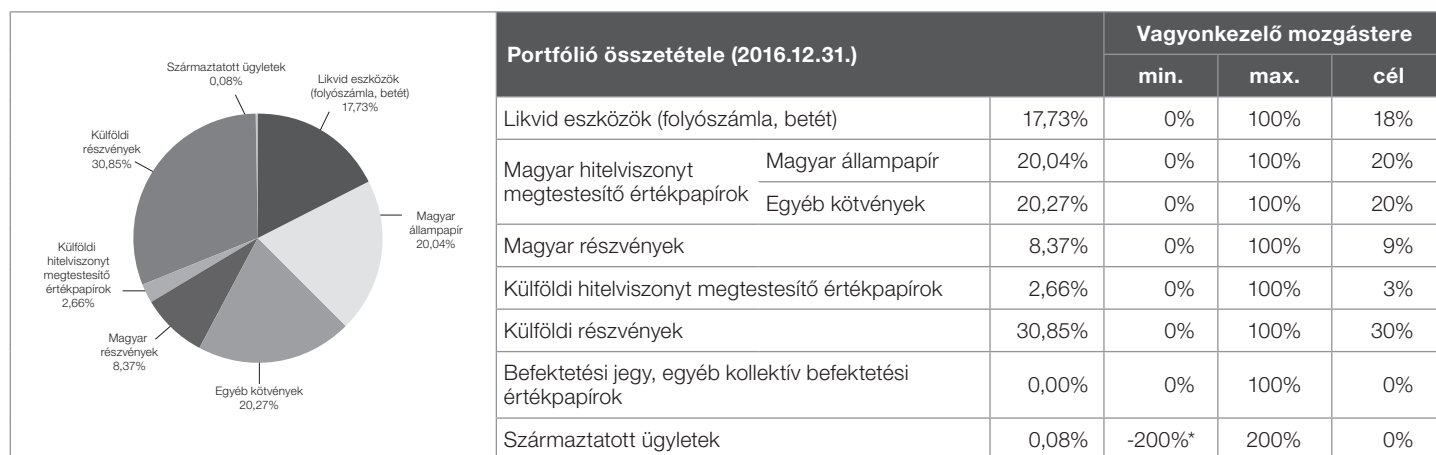 Származtatott ügyletek
0,08%
Likvid eszközök
(folyószámla, betét)
17,73%
Külföldi
részvények
30,85%
Magyar
állampapír
20,04%
Külföldi
hitelviszonyt
megtestesítő
értékpapírok
2,66%
Magyar
részvények
8,37%
Egyéb kötvények
20,27%
Portfólió összetétele (2016.12.31.)
Vagyonkezelő mozgástere
min. max. cél
Likvid eszközök (folyószámla, betét) 17,73% 0% 100% 18%
Magyar hitelviszonyt
megtestesítő értékpapírok
Magyar állampapír 20,04% 0% 100% 20%
Egyéb kötvények 20,27% 0% 100% 20%
Magyar részvények 8,37% 0% 100% 9%
Külföldi hitelviszonyt megtestesítő értékpapírok 2,66% 0% 100% 3%
Külföldi részvények 30,85% 0% 100% 30%
Befektetési jegy, egyéb kollektív befektetési
értékpapírok 0,00% 0% 100% 0%
Származtatott ügyletek 0,08% -200%* 200% 0%